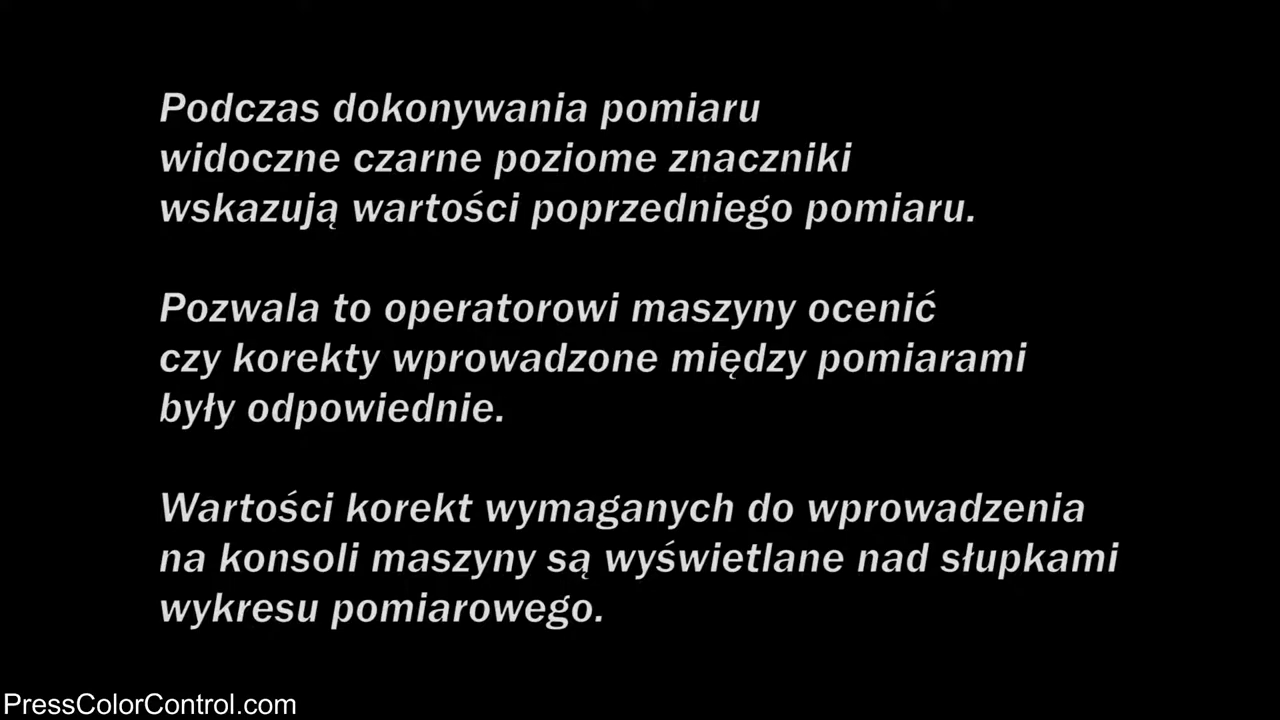 Podczas dokonywania pomiaru
widoczne czarne poziome znaczniki
wskazują wartości poprzedniego pomiaru.
Pozwala to operatorowi maszyny ocenić
czy korekty wprowadzone między pomiarami
były odpowiednie.
Wartości korekt wymaganych do wprowadzenia
na konsoli maszyny są wyświetlane nad słupkami
wykresu pomiarowego.
PressColorControl.com